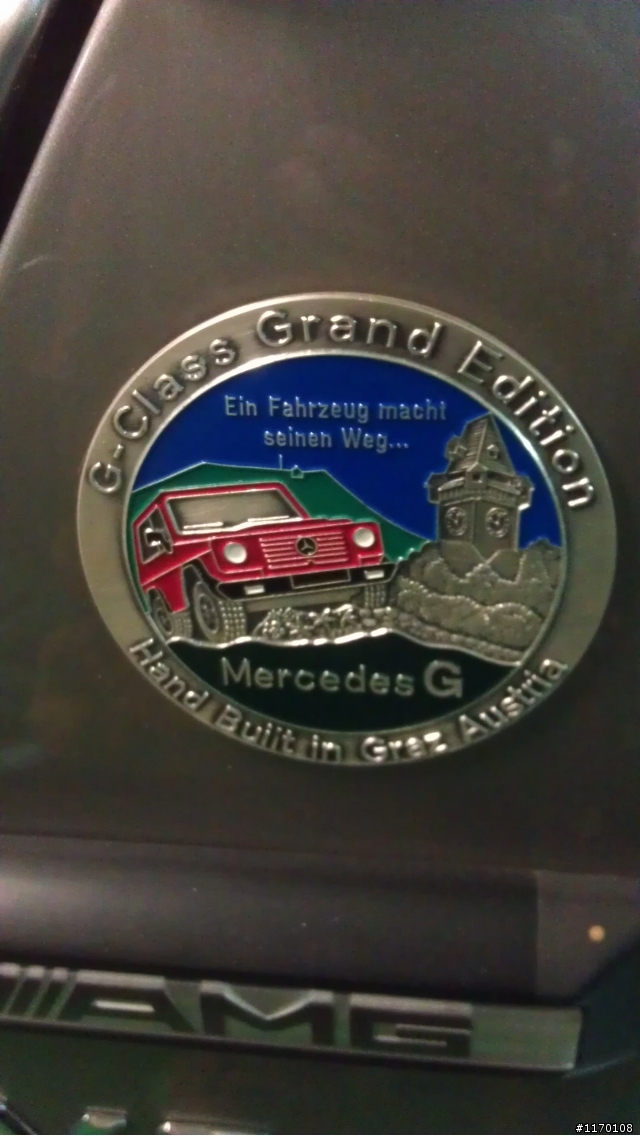 G-Class Grand Edition
Ein Fahrzeug macht
seinen Weg...
Mercedes G
Hand Built in Graz Austria
AMG
#1170108